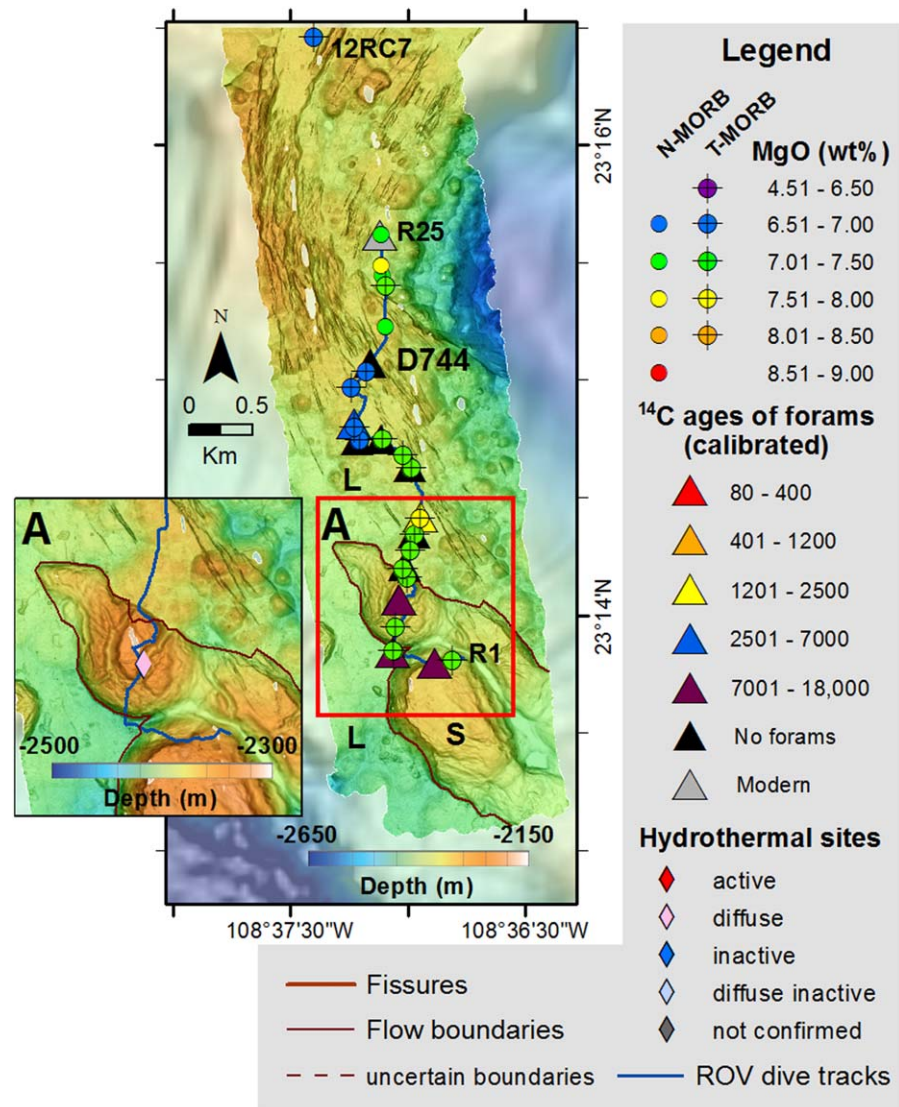 12RC7
23°16'N
R25
N
D744
0 0.5
Km
L
A
23°14'N
R1
L
S
A
-2500
-2300
Depth (m)
-2650
-2150
Depth (m)
108°37'30"W
108°36'30"W
Legend
N-MORB
T-MORB
MgO (wt%)
4.51 - 6.50
6.51 - 7.00
7.01 - 7.50
7.51 - 8.00
8.01 - 8.50
8.51 - 9.00
14C ages of forams
(calibrated)
80 - 400
401 - 1200
1201 - 2500
2501 - 7000
7001 - 18,000
No forams
Modern
Hydrothermal sites
active
diffuse
inactive
diffuse inactive
not confirmed
Fissures
Flow boundaries
uncertain boundaries
ROV dive tracks